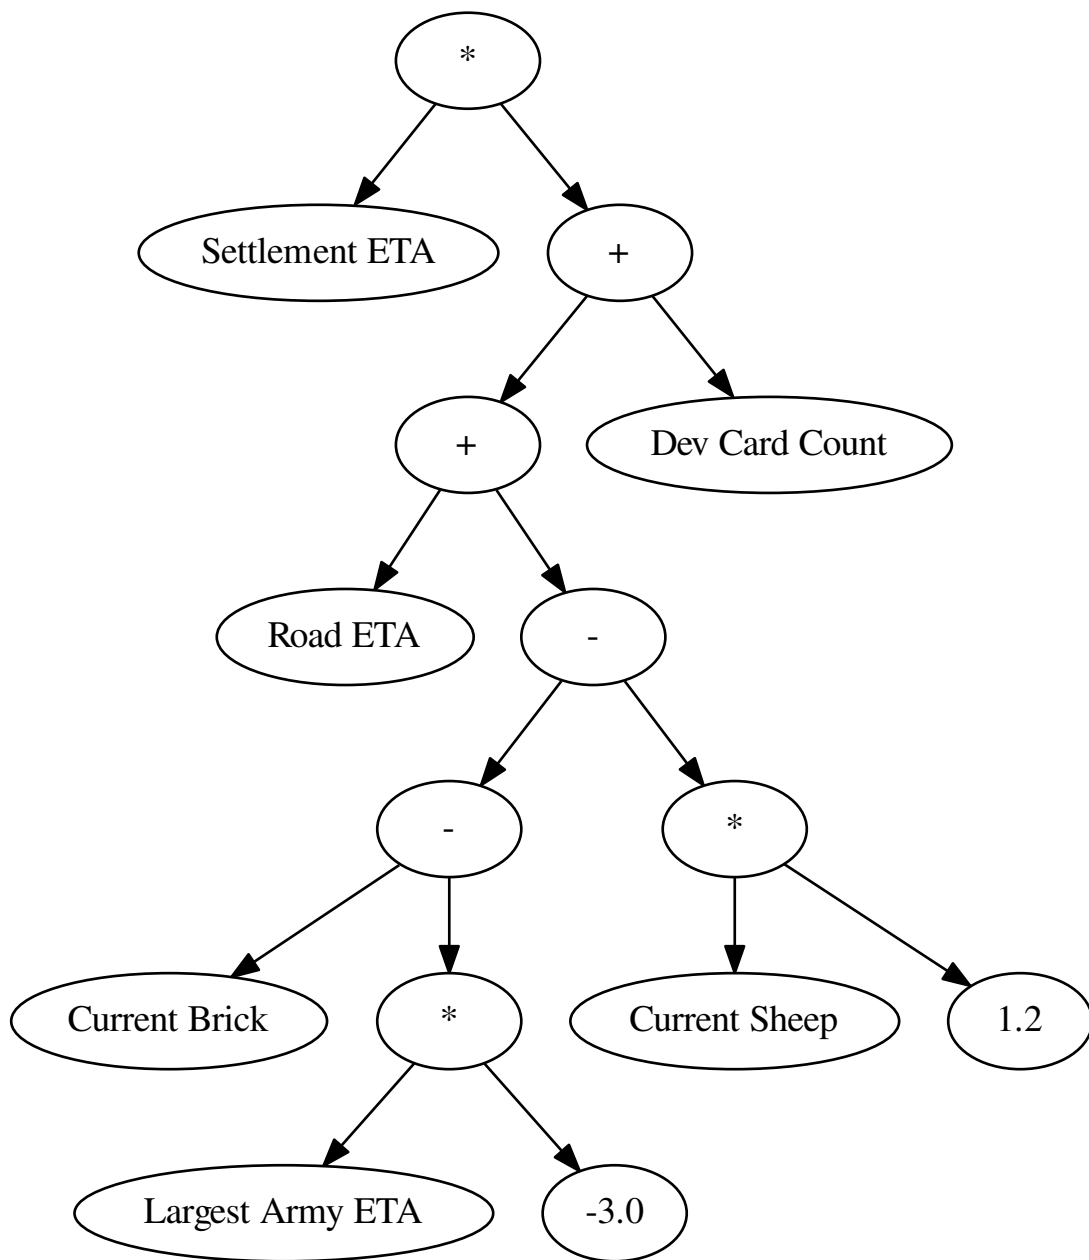 *
Settlement ETA
+
+
Dev Card Count
Road ETA
-
-
*
Current Brick
*
Current Sheep
1.2
Largest Army ETA
-3.0